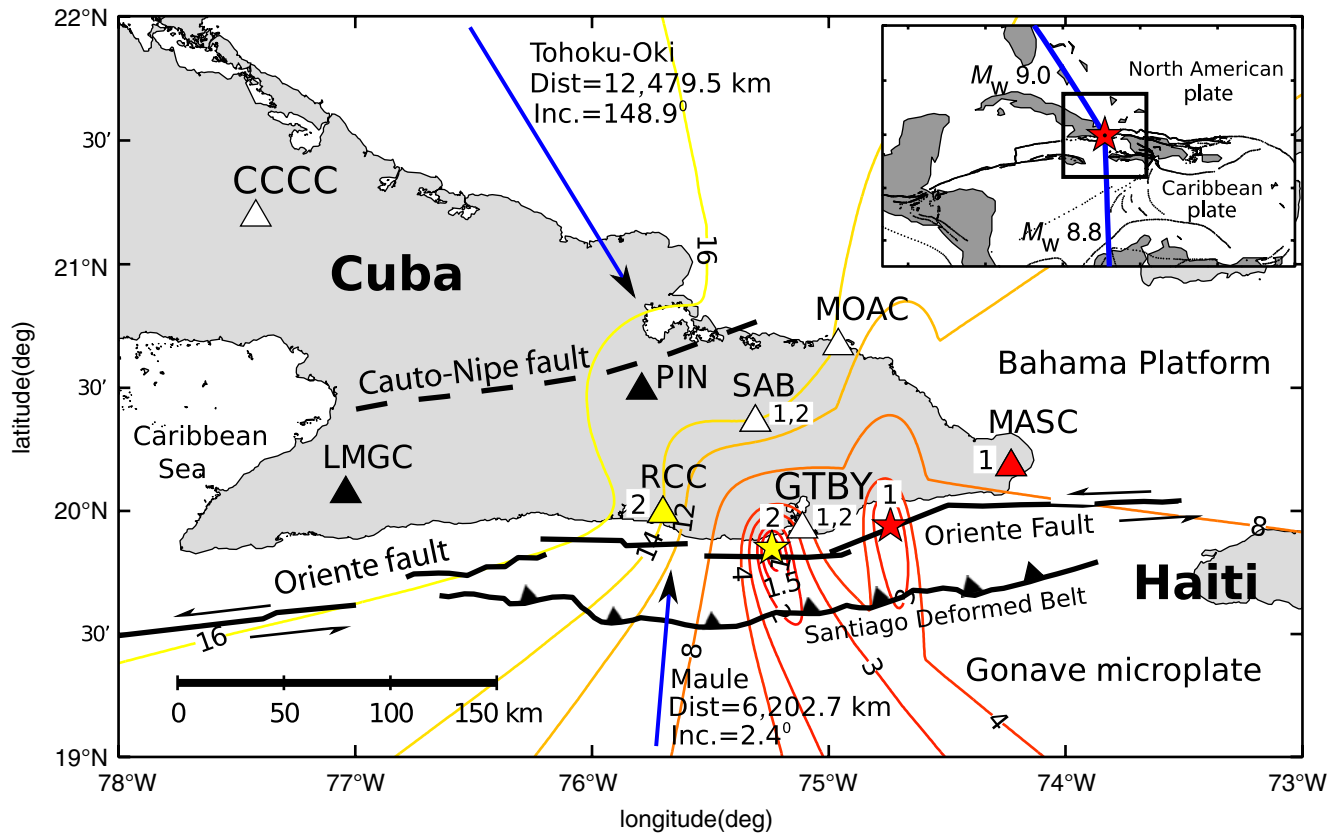 22°N
30′
21°N
30′
20°N
30′
19°N
78°W
77°W
76°W
75°W
74°W
73°W
latitude(deg)
longitude(deg)
Tohoku-Oki
Dist=12,479.5 km
Inc.=148.9⁰
North American
plate
Mw 9.0
Caribbean
plate
Mw 8.8
CCCC
Cuba
16
MOAC
Bahama Platform
Cauto-Nipe fault
PIN
SAB
1,2
MASC
1
Caribbean
Sea
LMGC
RCC
2
12
14
GTBY
1,2
2
1
8
Oriente Fault
Oriente fault
4
1
1.5
2
3
Haiti
Santiago Deformed Belt
16
8
3
4
Gonave microplate
Maule
Dist=6,202.7 km
Inc.=2.4⁰
0
50
100
150 km